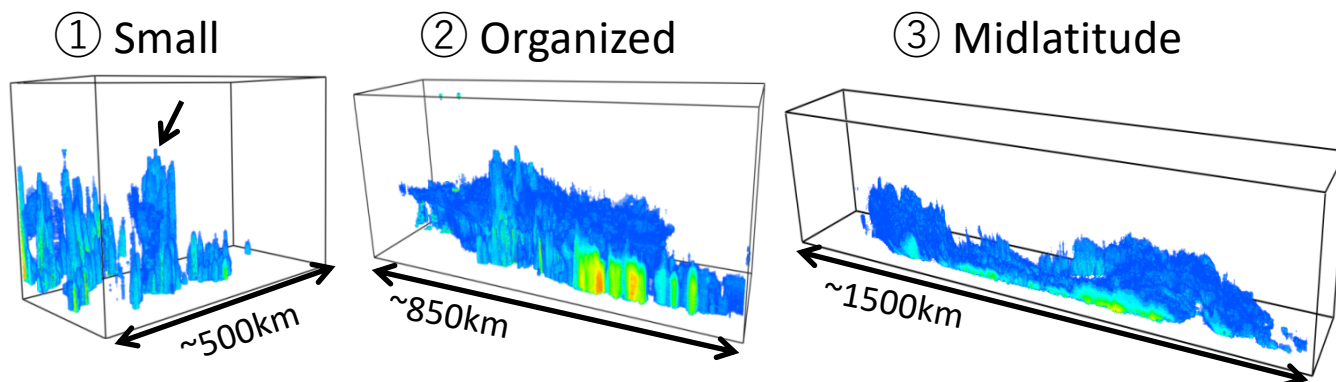 ① Small
② Organized
③ Midlatitude
~500km
~850km
~1500km